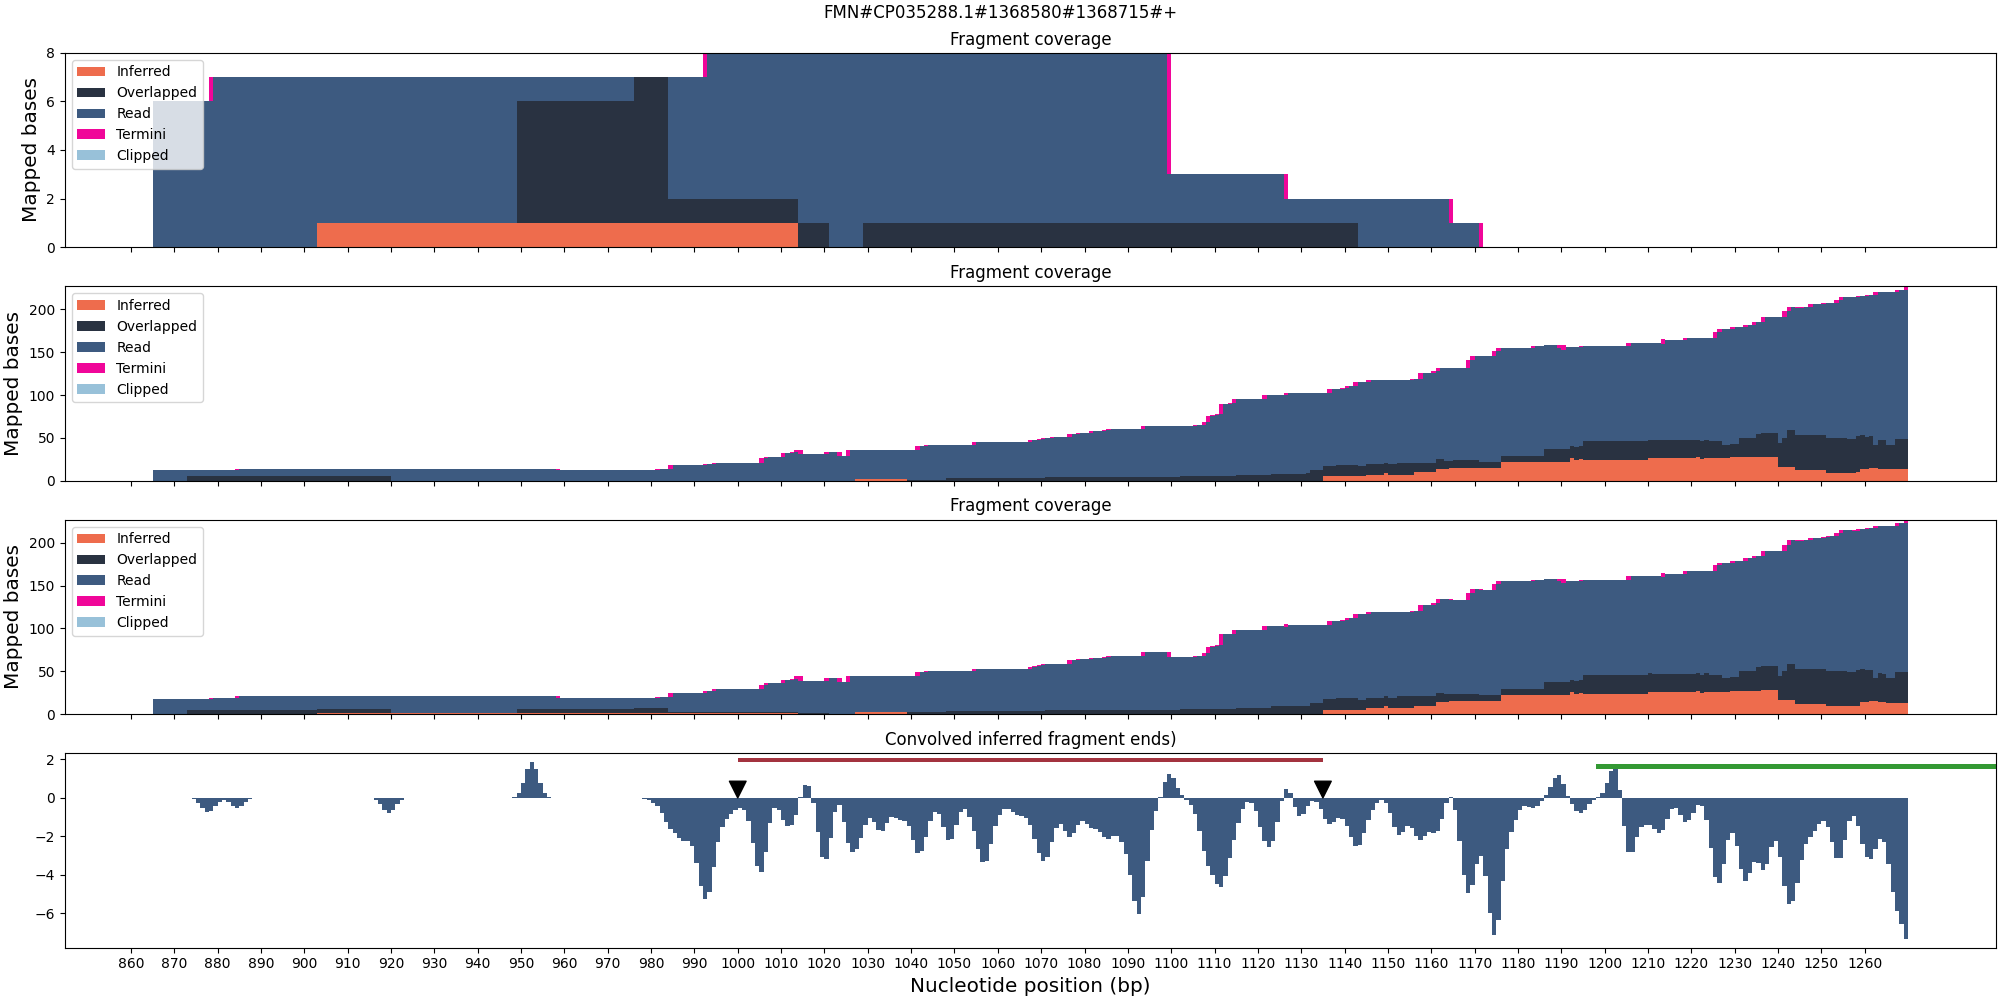 FMN#CP035288.1#1368580#1368715#+
Fragment coverage
Mapped bases
8
6
4
2
0
Inferred
Overlapped
Read
Termini
Clipped
Fragment coverage
Mapped bases
200
150
100
50
0
Inferred
Overlapped
Read
Termini
Clipped
Fragment coverage
Mapped bases
200
150
100
50
0
Inferred
Overlapped
Read
Termini
Clipped
Convolved inferred fragment ends)
2
0
−2
−4
−6
860 870 880 890 900 910 920 930 940 950 960 970 980 990 1000 1010 1020 1030 1040 1050 1060 1070 1080 1090 1100 1110 1120 1130 1140 1150 1160 1170 1180 1190 1200 1210 1220 1230 1240 1250 1260
Nucleotide position (bp)